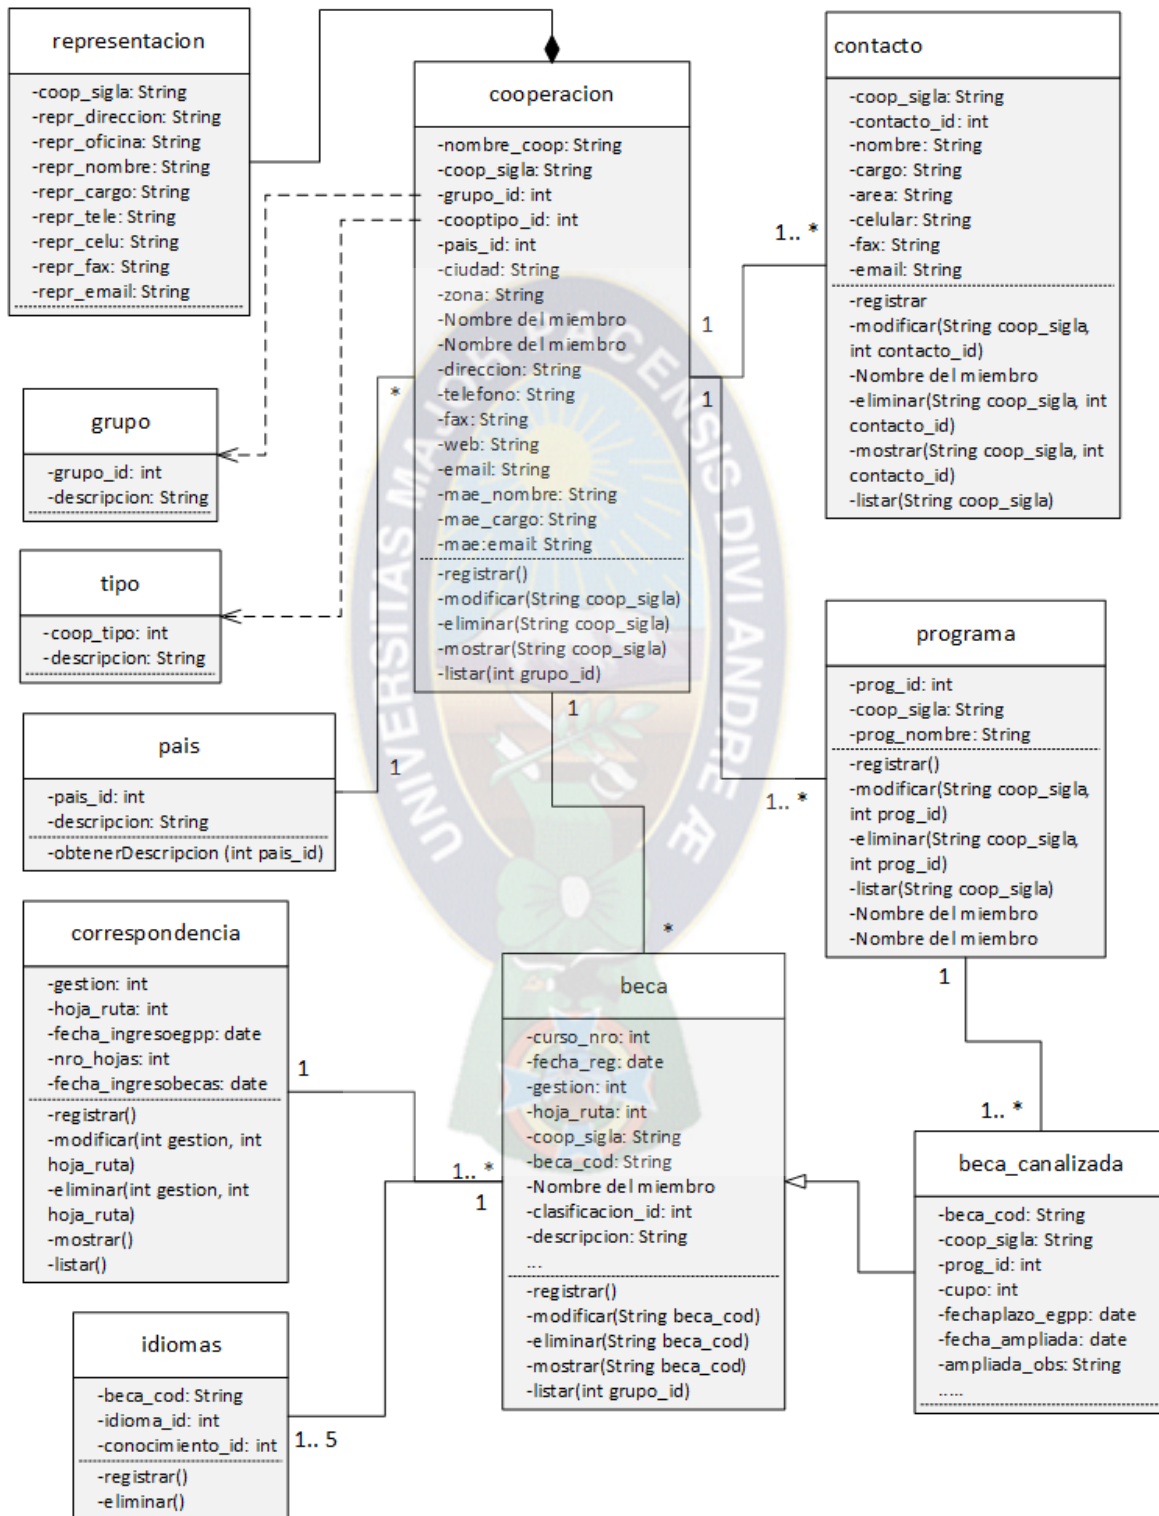 representacion
-coop_sigla: String
-repr_direccion: String
-repr_oficina: String
-repr_nombre: String
-repr_cargo: String
-repr_tele: String
-repr_celu: String
-repr_fax: String
-repr_email: String
cooperacion
-nombre_coop: String
-coop_sigla: String
-grupo_id: int
-cooptipo_id: int
-pais_id: int
-ciudad: String
-zona: String
-Nombre del miembro
-Nombre del miembro
-direccion: String
-telefono: String
-fax: String
-web: String
-email: String
-mae_nombre: String
-mae_cargo: String
-mae:email: String
-registrar()
-modificar(String coop_sigla)
-eliminar(String coop_sigla)
-mostrar(String coop_sigla)
-listar(int grupo_id)
contacto
-coop_sigla: String
-contacto_id: int
-nombre: String
-cargo: String
-area: String
-celular: String
-fax: String
-email: String
-registrar
-modificar(String coop_sigla,
int contacto_id)
-Nombre del miembro
-eliminar(String coop_sigla, int
contacto_id)
-mostrar(String coop_sigla, int
contacto_id)
-listar(String coop_sigla)
1.. *
1
1
*
1
1
1.. *
grupo
-grupo_id: int
-descripcion: String
tipo
-coop_tipo: int
-descripcion: String
pais
-pais_id: int
-descripcion: String
-obtenerDescripcion (int pais_id)
programa
-prog_id: int
-coop_sigla: String
-prog_nombre: String
-registrar()
-modificar(String coop_sigla,
int prog_id)
-eliminar(String coop_sigla,
int prog_id)
-listar(String coop_sigla)
-Nombre del miembro
-Nombre del miembro
UNIVERSITAS MAJOR PACENSIS DIVI ANDRE Æ
correspondencia
-gestion: int
-hoja_ruta: int
-fecha_ingresoegpp: date
-nro_hojas: int
-fecha_ingresobecas: date
-registrar()
-modificar(int gestion, int
hoja_ruta)
-eliminar(int gestion, int
hoja_ruta)
-mostrar()
-listar()
1
1.. *
1
*
beca
-curso_nro: int
-fecha_reg: date
-gestion: int
-hoja_ruta: int
-coop_sigla: String
-beca_cod: String
-Nombre del miembro
-clasificacion_id: int
-descripcion: String
...
-registrar()
-modificar(String beca_cod)
-eliminar(String beca_cod)
-mostrar(String beca_cod)
-listar(int grupo_id)
1
1.. *
beca_canalizada
-beca_cod: String
-coop_sigla: String
-prog_id: int
-cupo: int
-fechaplazo_egpp: date
-fecha_ampliada: date
-ampliada_obs: String
.....
idiomas
-beca_cod: String
-idioma_id: int
-conocimiento_id: int
-registrar()
-eliminar()
1.. 5